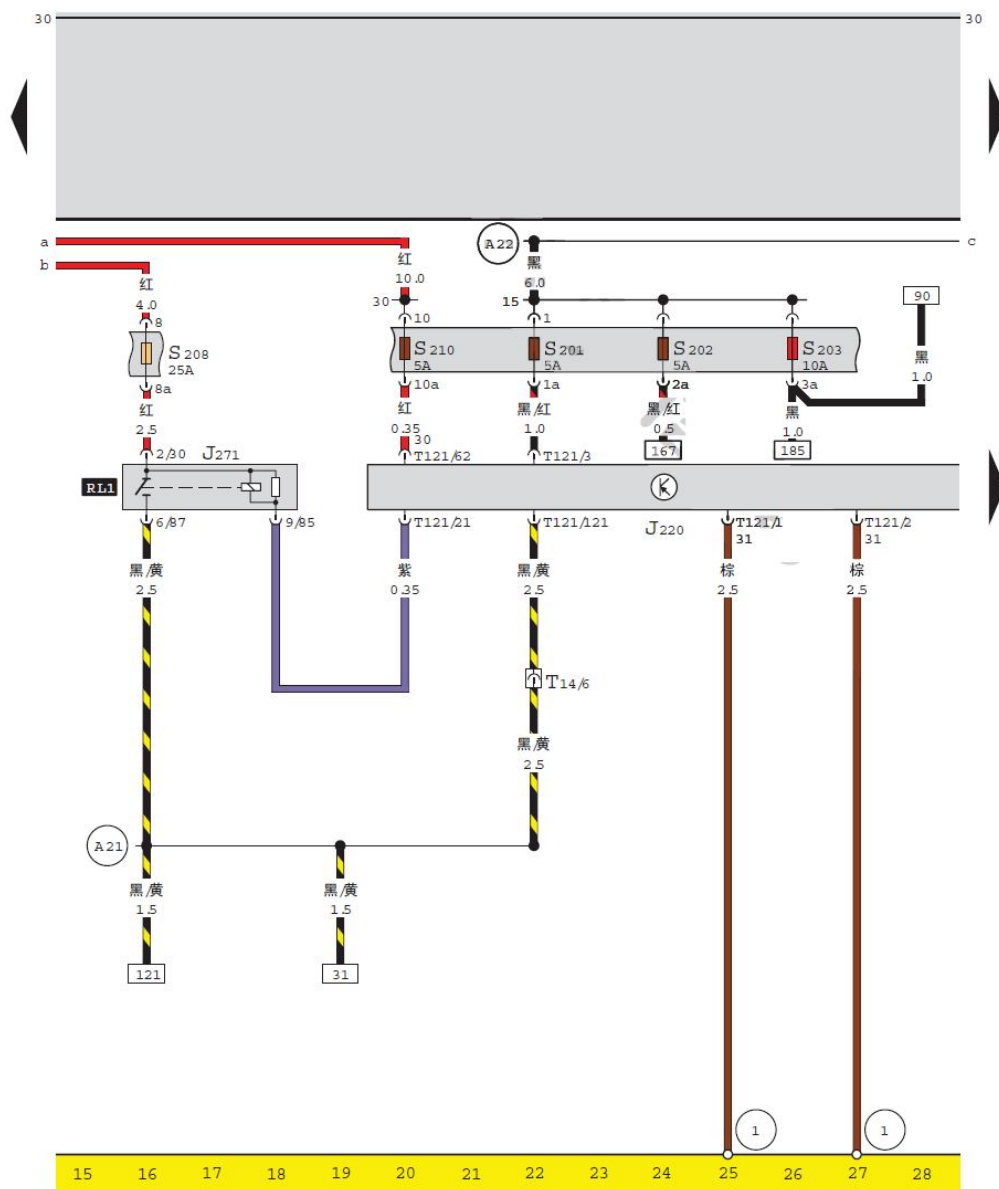 30 30
a
b
A22
c
红
10.0
黑
6.0
红
4.0
30
15
90
8
10
1
S208
25A
S210
5A
S201
5A
S202
5A
S203
10A
黑
1.0
8a
10a
1a
2a
3a
红
2.5
红
0.35
30
黑/红
1.0
黑/红
0.5
黑
1.0
167
185
2/30
J271
T121/62
T121/3
RL1
6/87
9/85
T121/21
T121/121
J220
T121/1
31
T121/2
31
黑/黄
2.5
紫
0.35
黑/黄
2.5
棕
2.5
棕
2.5
T14/6
黑/黄
2.5
A21
黑/黄
1.5
黑/黄
1.5
121
31
1
1
15 16 17 18 19 20 21 22 23 24 25 26 27 28